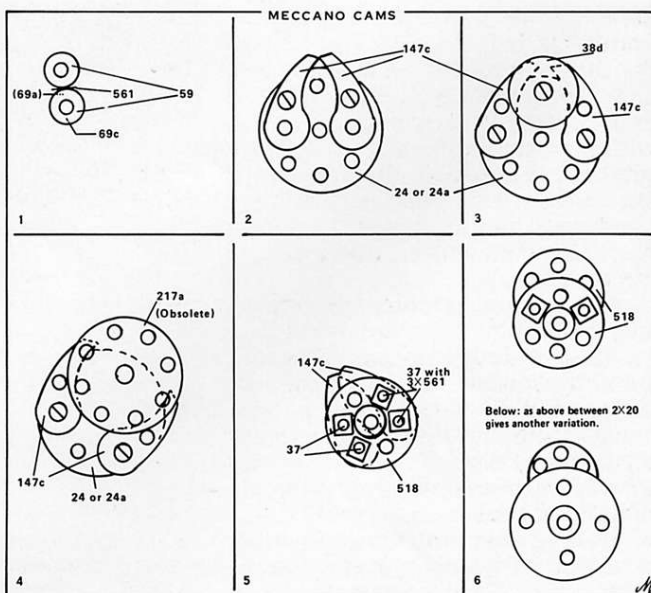 MECCANO CAMS
(69a)
561
59
69c
1
147c
24 or 24a
2
38d
147c
3
217a
(Obsolete)
147c
24 or 24a
4
147c
37 with
3X561
37
518
5
518
Below: as above between 2X20
gives another variation.
6